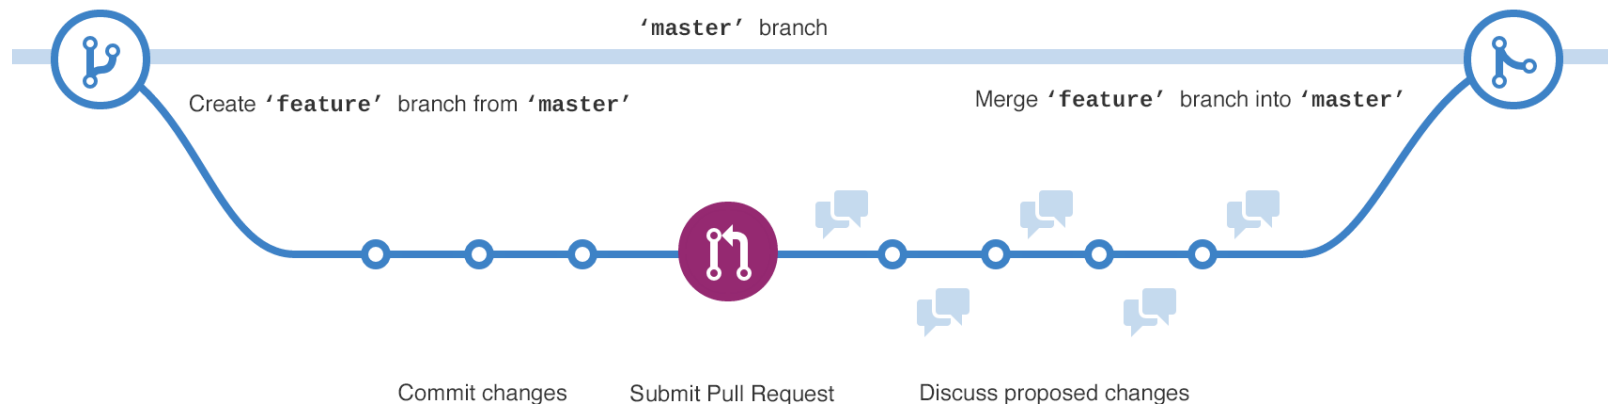 ‘master’ branch
Create ‘feature’ branch from ‘master’
Merge ‘feature’ branch into ‘master’
Commit changes
Submit Pull Request
Discuss proposed changes